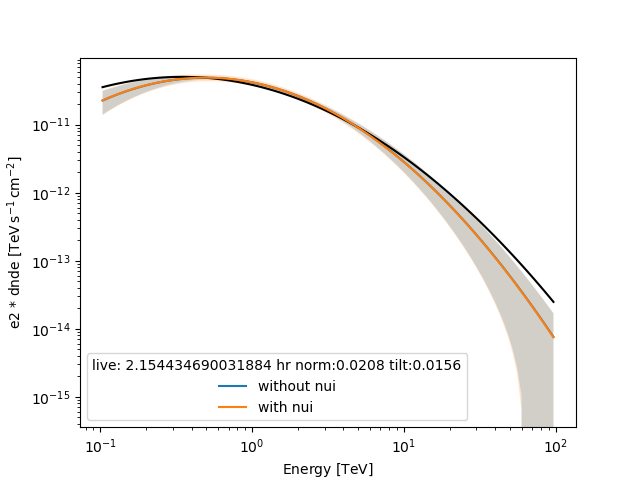 e2 * dnde [TeV s⁻¹ cm⁻²]
10⁻¹¹
10⁻¹²
10⁻¹³
10⁻¹⁴
10⁻¹⁵
live: 2.154434690031884 hr norm:0.0208 tilt:0.0156
without nui
with nui
10⁻¹ 10⁰ 10¹ 10²
Energy [TeV]